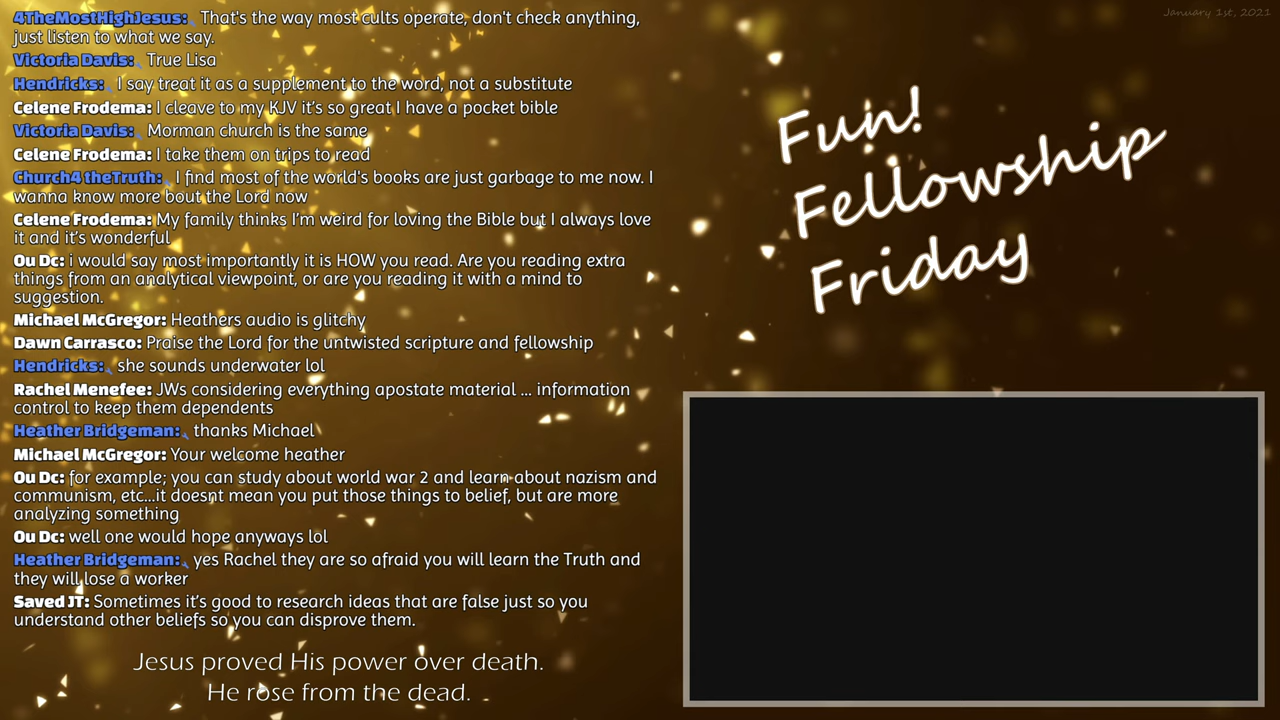 4TheMostHighJesus: That's the way most cults operate, don't check anything,
just listen to what we say.
Victoria Davis: True Lisa
Hendricks: I say treat it as a supplement to the word, not a substitute
Celene Frodema: I cleave to my KJV it's so great I have a pocket bible
Victoria Davis: Morman church is the same
Celene Frodema: I take them on trips to read
Church4 theTruth: I find most of the world's books are just garbage to me now. I
wanna know more bout the Lord now
Celene Frodema: My family thinks I'm weird for loving the Bible but I always love
it and it's wonderful
Ou Dc: i would say most importantly it is HOW you read. Are you reading extra
things from an analytical viewpoint, or are you reading it with a mind to
suggestion.
Michael McGregor: Heathers audio is glitchy
Dawn Carrasco: Praise the Lord for the untwisted scripture and fellowship
Hendricks: she sounds underwater lol
Rachel Menefee: JWs considering everything apostate material ... information
control to keep them dependents
Heather Bridgeman: thanks Michael
Michael McGregor: Your welcome heather
Ou Dc: for example; you can study about world war 2 and learn about nazism and
communism, etc...it doesnt mean you put those things to belief, but are more
analyzing something
Ou Dc: well one would hope anyways lol
Heather Bridgeman: yes Rachel they are so afraid you will learn the Truth and
they will lose a worker
Saved JT: Sometimes it's good to research ideas that are false just so you
understand other beliefs so you can disprove them.
Jesus proved His power over death.
He rose from the dead.
January 1st, 2021
Fun!
Fellowship
Friday